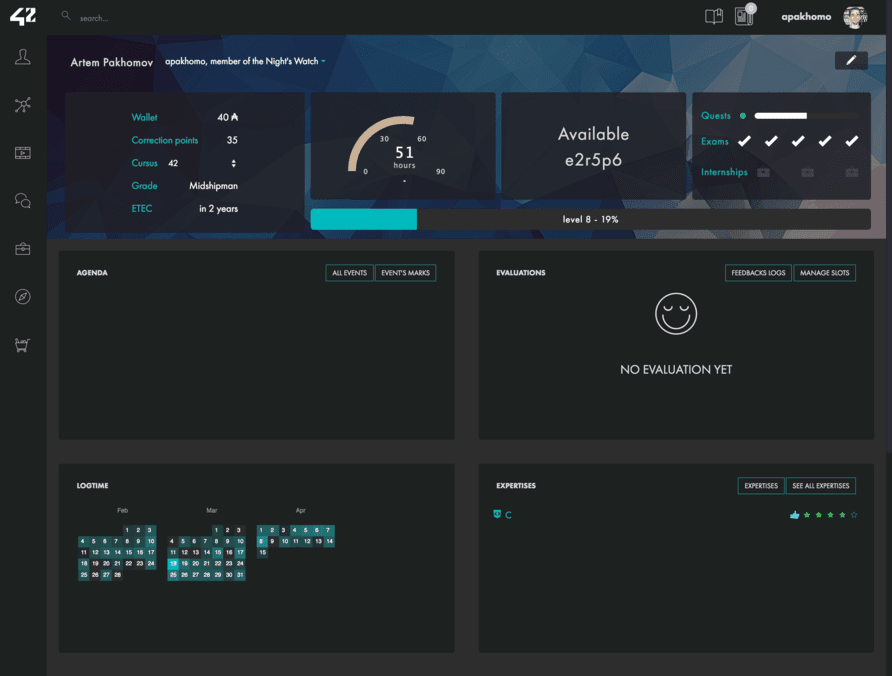 42
search...
0
apakhomo
Artem Pakhomov apakhomo, member of the Night's Watch
Wallet 40 ₳
Correction points 35
Cursus 42
Grade Midshipman
ETEC in 2 years
30 60
51
hours
0 90
-
Available
e2r5p6
Quests
Exams
Internships
level 8 - 19%
AGENDA ALL EVENTS EVENT'S MARKS
EVALUATIONS FEEDBACKS LOGS MANAGE SLOTS
NO EVALUATION YET
LOGTIME
Feb Mar Apr
1 2 3 1 2 3 1 2 3 4 5 6 7
4 5 6 7 8 9 10 4 5 6 7 8 9 10 8 9 10 11 12 13 14
11 12 13 14 15 16 17 11 12 13 14 15 16 17 15
18 19 20 21 22 23 24 18 19 20 21 22 23 24
25 26 27 28 25 26 27 28 29 30 31
EXPERTISES EXPERTISES SEE ALL EXPERTISES
C